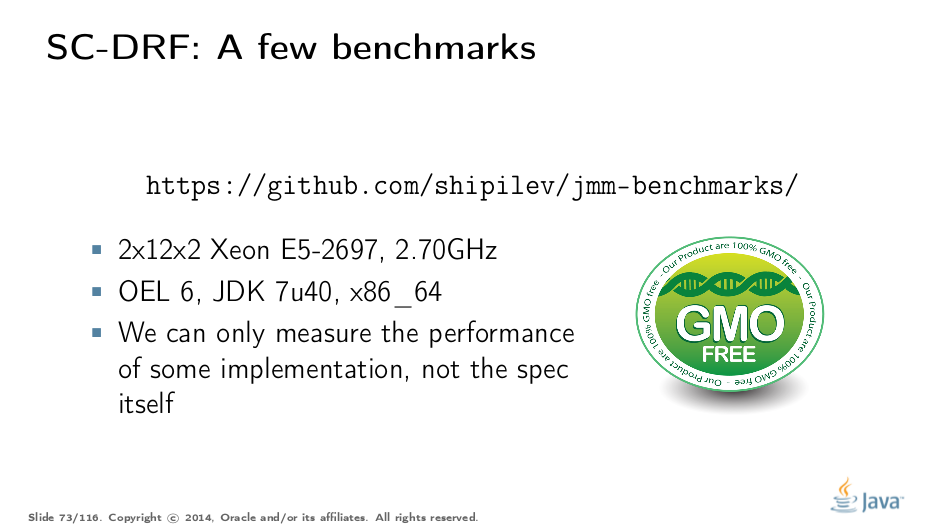 SC-DRF: A few benchmarks
https://github.com/shipilev/jmm-benchmarks/
2x12x2 Xeon E5-2697, 2.70GHz
OEL 6, JDK 7u40, x86_64
We can only measure the performance
of some implementation, not the spec
itself
Our Product are 100% GMO free - Our Product are 100% GMO free - Our Product are 100% GMO free -
GMO
FREE
Java™
Slide 73/116. Copyright © 2014, Oracle and/or its affiliates. All rights reserved.